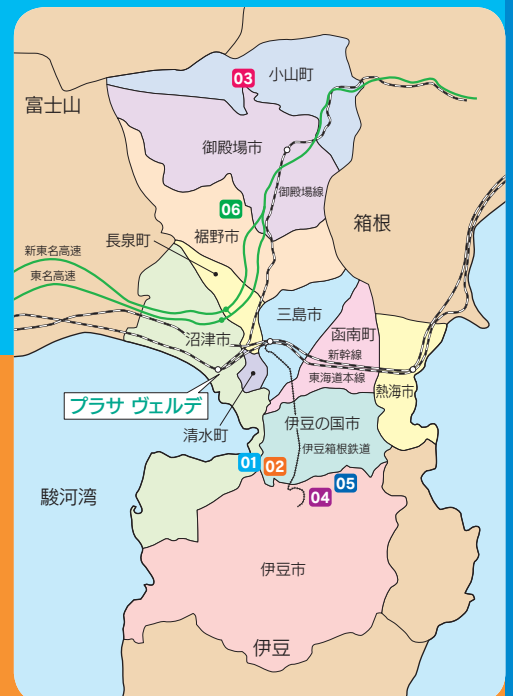 03
小山町
富士山
御殿場市
御殿場線
06
箱根
裾野市
長泉町
新東名高速
東名高速
三島市
函南町
沼津市
新幹線
東海道本線
熱海市
プラサ ヴェルデ
清水町
伊豆の国市
伊豆箱根鉄道
01
02
05
04
駿河湾
伊豆市
伊豆